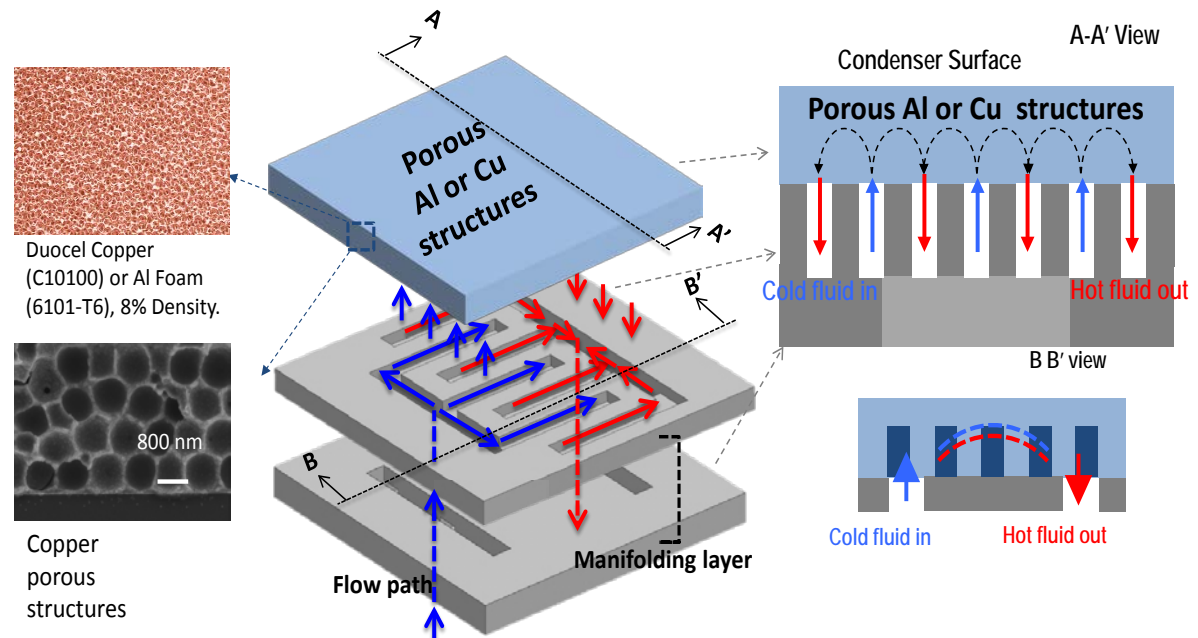 A
A-A' View
Condenser Surface
Porous Al or Cu structures
Porous
Al or Cu
structures
A'
Duocel Copper
(C10100) or Al Foam
(6101-T6), 8% Density.
B'
Cold fluid in
Hot fluid out
B B' view
800 nm
B
Cold fluid in
Hot fluid out
Manifolding layer
Flow path
Copper
porous
structures